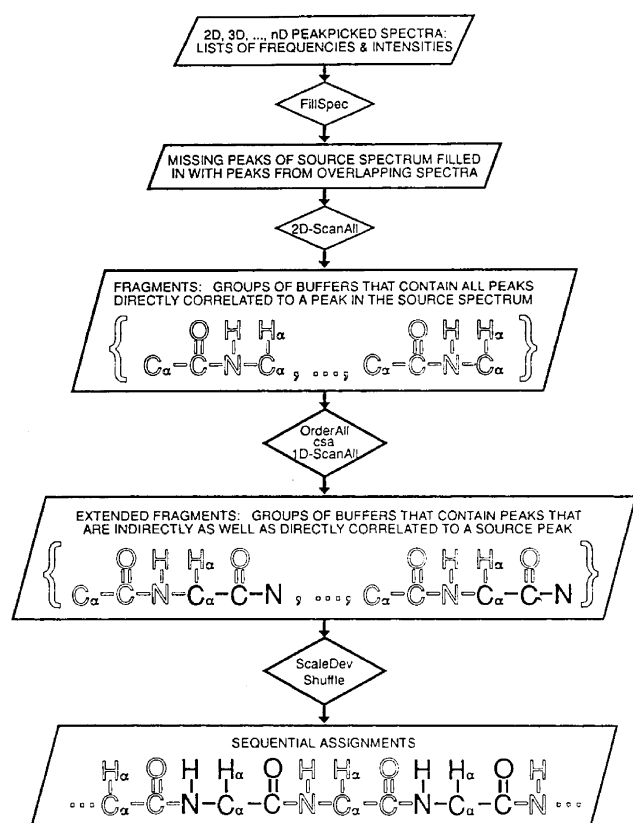 2D, 3D, ..., nD PEAKPICKED SPECTRA:
LISTS OF FREQUENCIES & INTENSITIES
FillSpec
MISSING PEAKS OF SOURCE SPECTRUM FILLED
IN WITH PEAKS FROM OVERLAPPING SPECTRA
2D-ScanAll
FRAGMENTS: GROUPS OF BUFFERS THAT CONTAIN ALL PEAKS
DIRECTLY CORRELATED TO A PEAK IN THE SOURCE SPECTRUM
O H Hα O H Hα
{ Cα-C-N-Cα , ..., Cα-C-N-Cα }
OrderAll
csa
1D-ScanAll
EXTENDED FRAGMENTS: GROUPS OF BUFFERS THAT CONTAIN PEAKS THAT
ARE INDIRECTLY AS WELL AS DIRECTLY CORRELATED TO A SOURCE PEAK
O H Hα O O H Hα O
{ Cα-C-N-Cα-C-N , ..., Cα-C-N-Cα-C-N }
ScaleDev
Shuffle
SEQUENTIAL ASSIGNMENTS
Hα O H Hα O H Hα O H Hα O H
... Cα-C-N-Cα-C-N-Cα-C-N-Cα-C-N ...